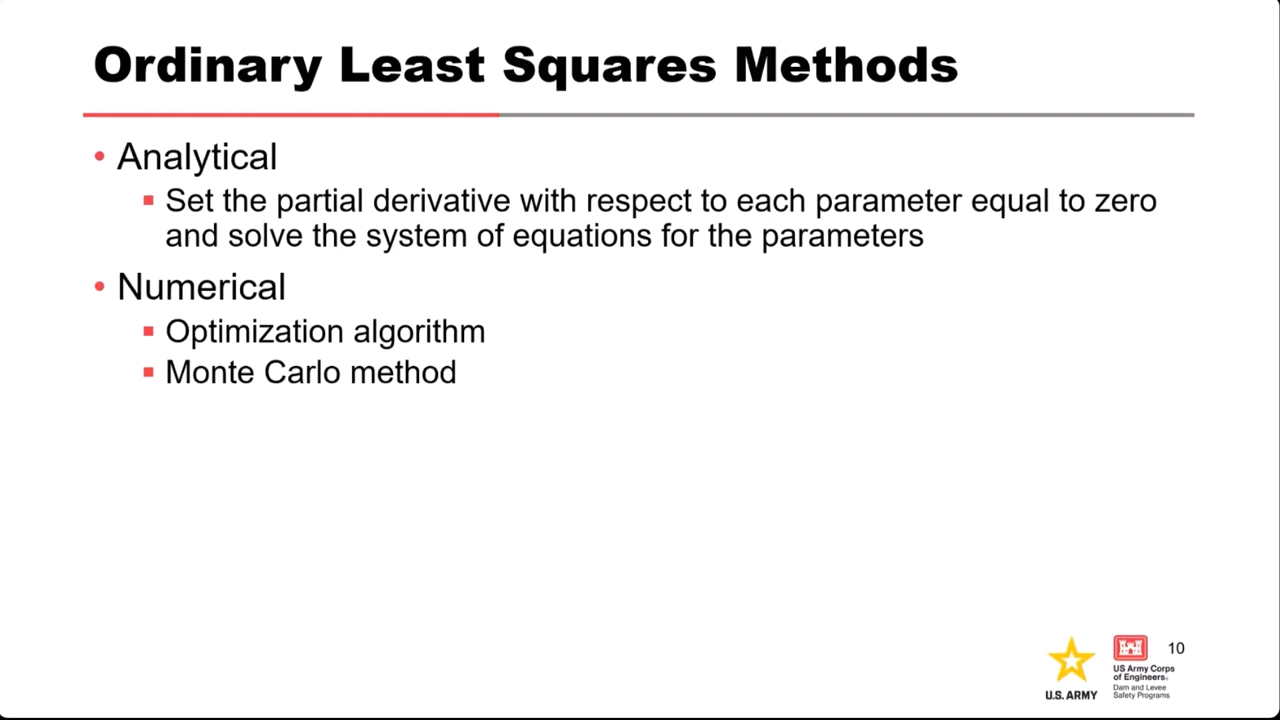 Ordinary Least Squares Methods
• Analytical
▪ Set the partial derivative with respect to each parameter equal to zero
and solve the system of equations for the parameters
• Numerical
▪ Optimization algorithm
▪ Monte Carlo method
10
U.S. ARMY
US Army Corps
of Engineers®
Dam and Levee
Safety Programs